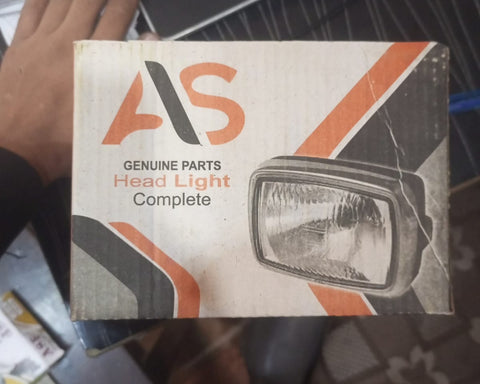 AS
GENUINE PARTS
Head Light
Complete